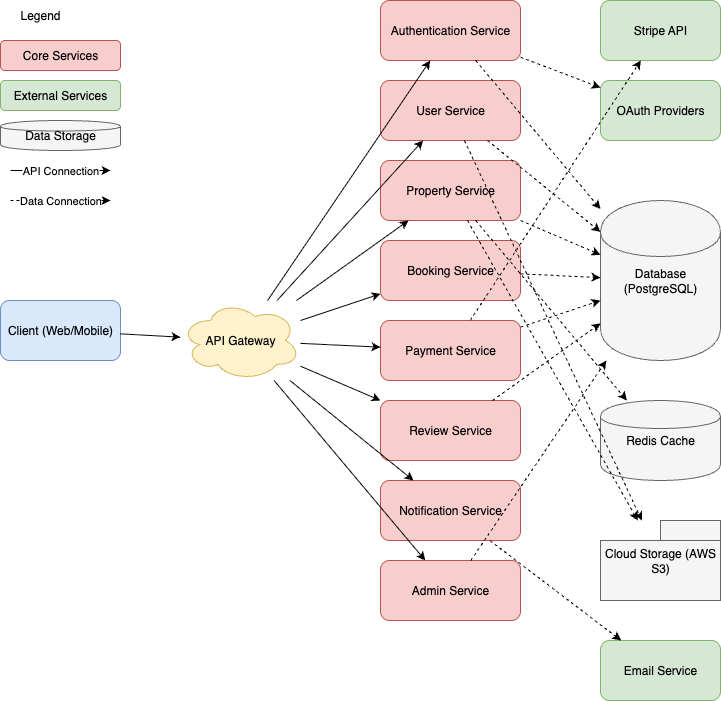 Legend
Core Services
External Services
Data Storage
API Connection
Data Connection
Client (Web/Mobile)
API Gateway
Authentication Service
User Service
Property Service
Booking Service
Payment Service
Review Service
Notification Service
Admin Service
Stripe API
OAuth Providers
Database
(PostgreSQL)
Redis Cache
Cloud Storage (AWS
S3)
Email Service